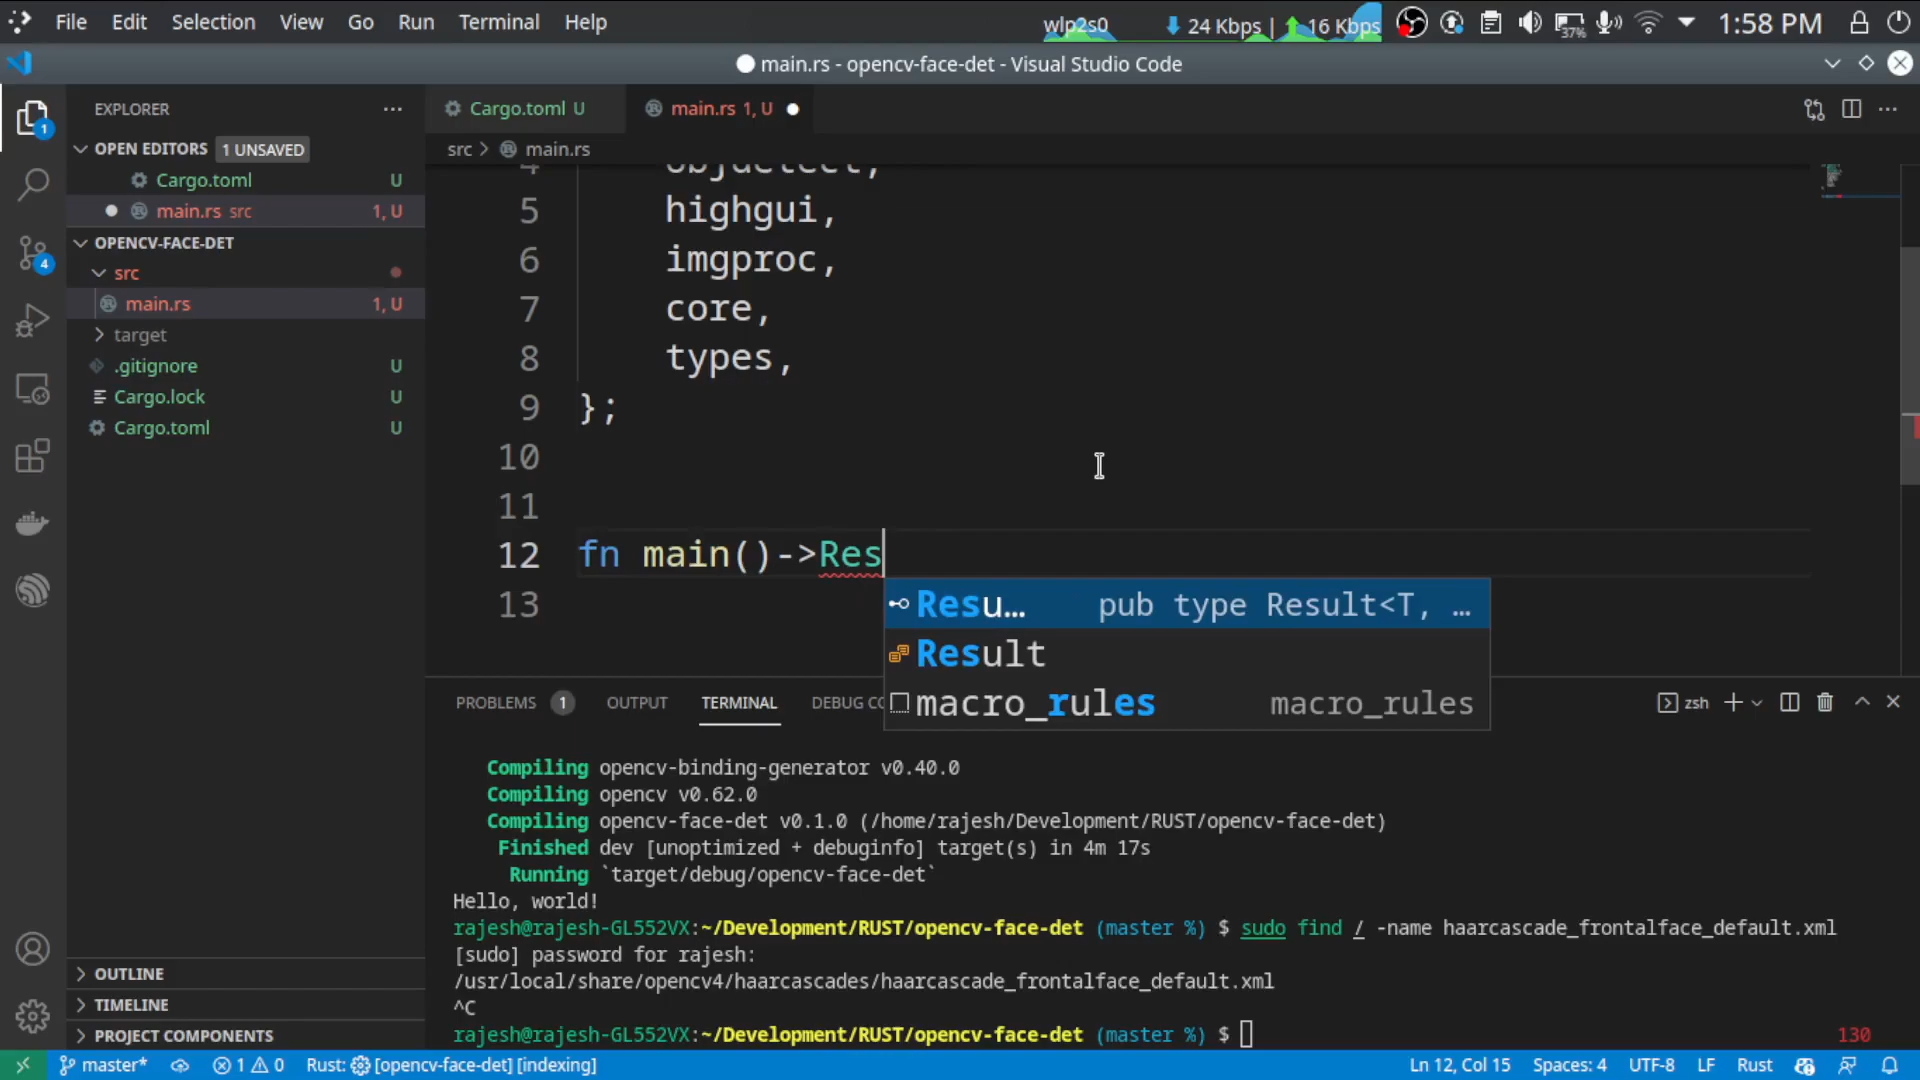 File Edit Selection View Go Run Terminal Help wlp2s0 24 Kbps | 16 Kbps 37% 1:58 PM
main.rs - opencv-face-det - Visual Studio Code
EXPLORER
OPEN EDITORS 1 UNSAVED
Cargo.toml U
main.rs src 1, U
OPENCV-FACE-DET
src
main.rs 1, U
target
.gitignore U
Cargo.lock U
Cargo.toml U
OUTLINE
TIMELINE
PROJECT COMPONENTS
1
4
Cargo.toml U main.rs 1, U
src > main.rs
4 objdetect,
5 highgui,
6 imgproc,
7 core,
8 types,
9 };
10
11
12 fn main()->Res
13
Resu… pub type Result<T, …
Result
macro_rules macro_rules
PROBLEMS 1 OUTPUT TERMINAL DEBUG CO zsh
Compiling opencv-binding-generator v0.40.0
Compiling opencv v0.62.0
Compiling opencv-face-det v0.1.0 (/home/rajesh/Development/RUST/opencv-face-det)
Finished dev [unoptimized + debuginfo] target(s) in 4m 17s
Running `target/debug/opencv-face-det`
Hello, world!
rajesh@rajesh-GL552VX:~/Development/RUST/opencv-face-det (master %) $ sudo find / -name haarcascade_frontalface_default.xml
[sudo] password for rajesh:
/usr/local/share/opencv4/haarcascades/haarcascade_frontalface_default.xml
^C
rajesh@rajesh-GL552VX:~/Development/RUST/opencv-face-det (master %) $ 130
master* 1 0 Rust: [opencv-face-det] [indexing] Ln 12, Col 15 Spaces: 4 UTF-8 LF Rust